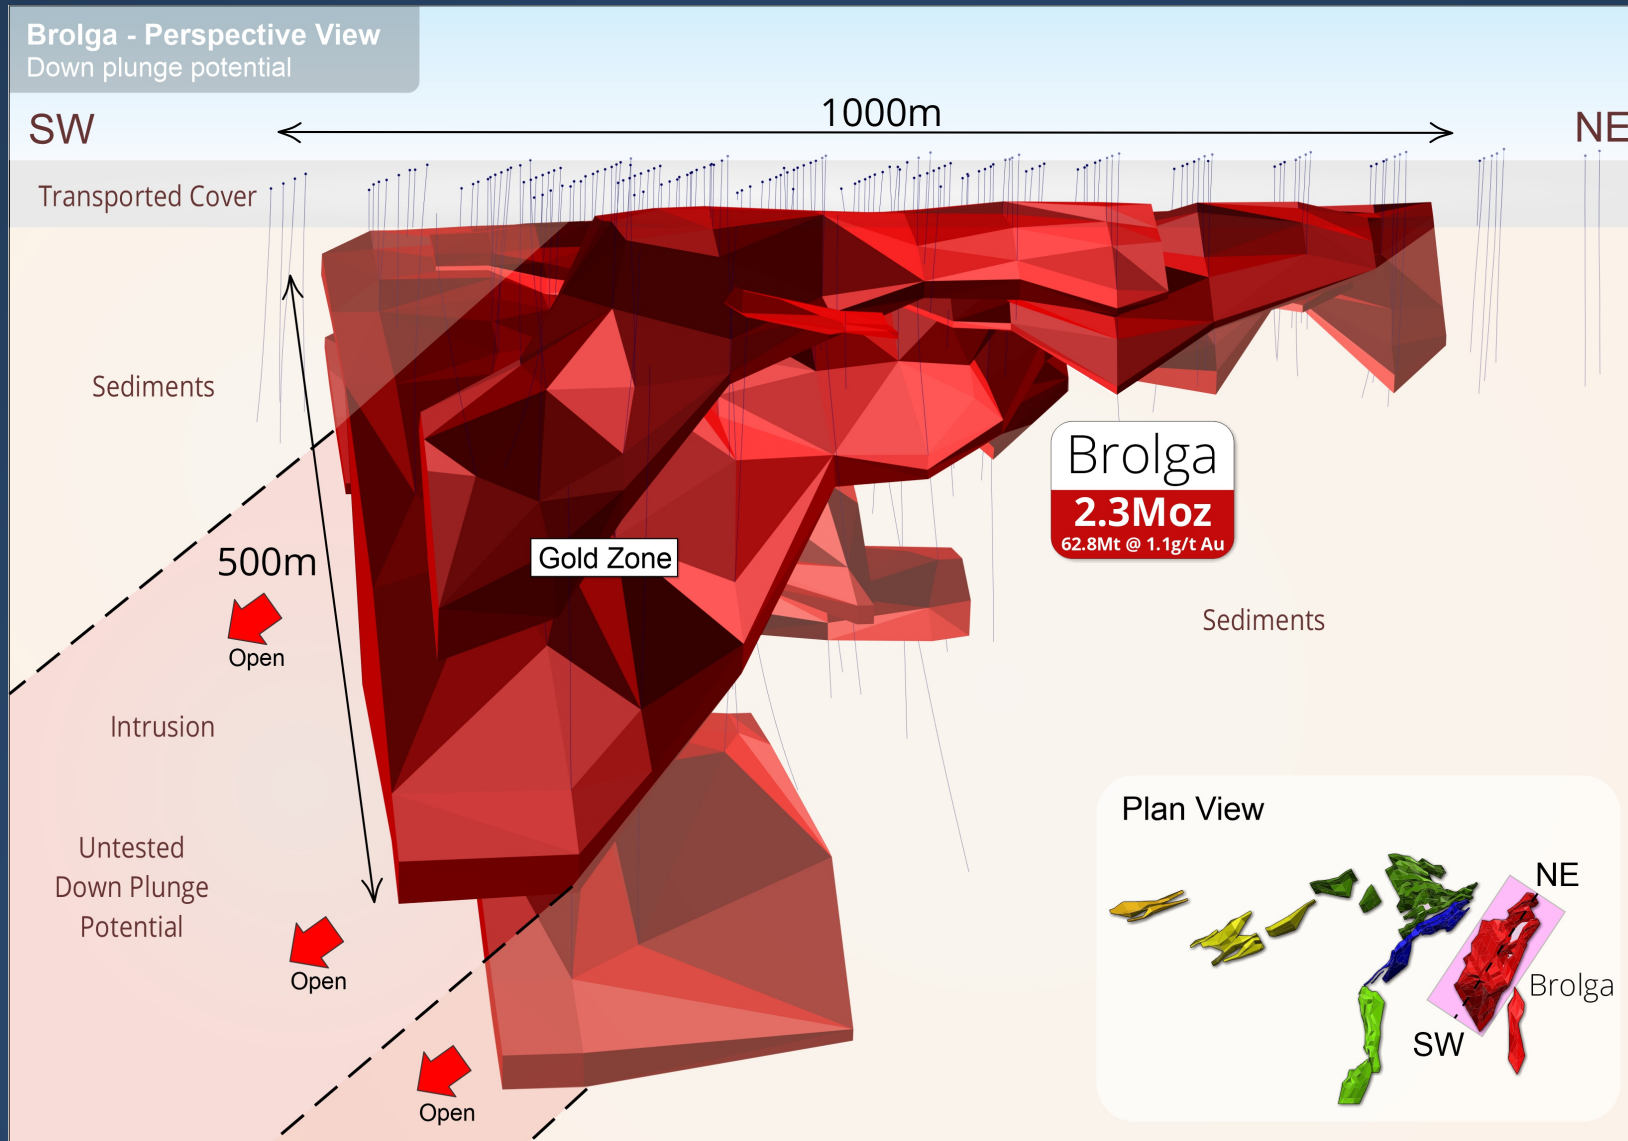 Brolga - Perspective View
Down plunge potential
SW
1000m
NE
Transported Cover
Sediments
Brolga
2.3Moz
62.8Mt @ 1.1g/t Au
Gold Zone
500m
Open
Sediments
Intrusion
Untested
Down Plunge
Potential
Open
Open
Plan View
NE
Brolga
SW